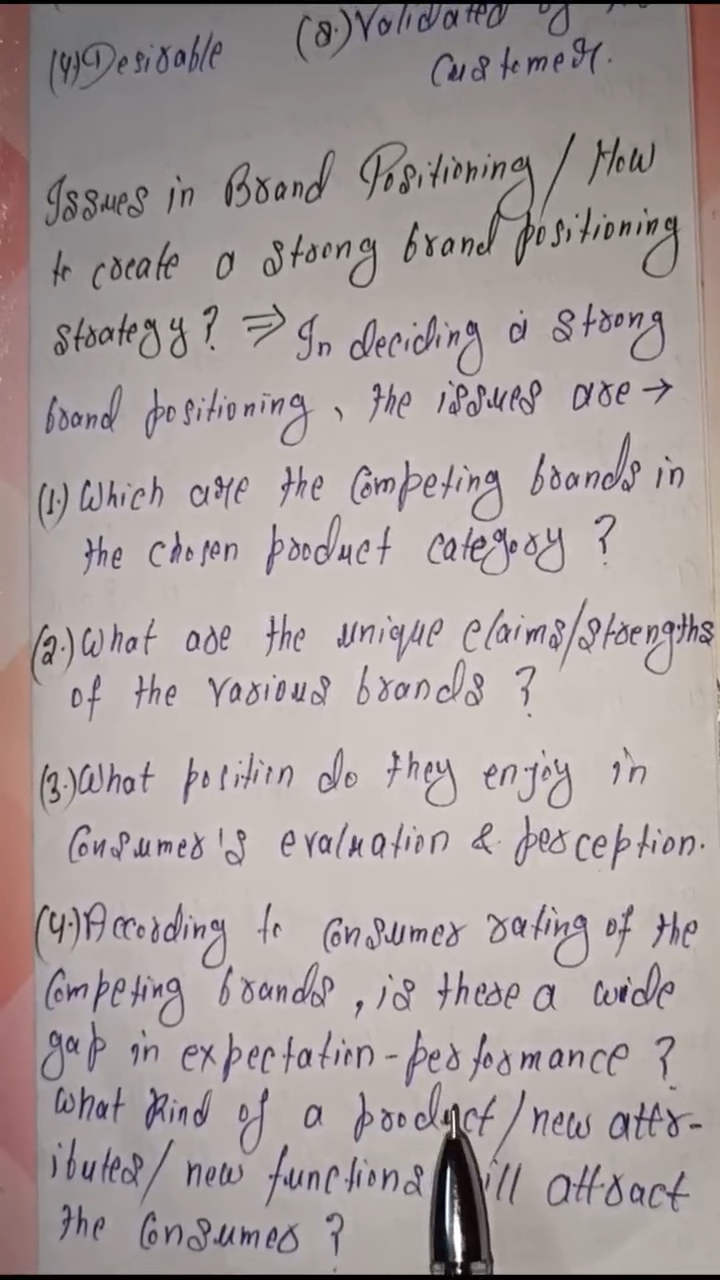 (8.) Validated by
(4) Desirable
Customer.
Issues in Brand Positioning / How
to create a strong brand positioning
strategy? ⇒ In deciding a strong
brand positioning, the issues are →
(1.) Which are the Competing brands in
the chosen product category?
(2.) What are the unique claims/strengths
of the various brands?
(3.) What position do they enjoy in
Consumer's evaluation & perception.
(4.) According to Consumer rating of the
Competing brands, is there a wide
gap in expectation-performance?
What kind of a product/new attr-
ibutes/ new functions will attract
the Consumer?